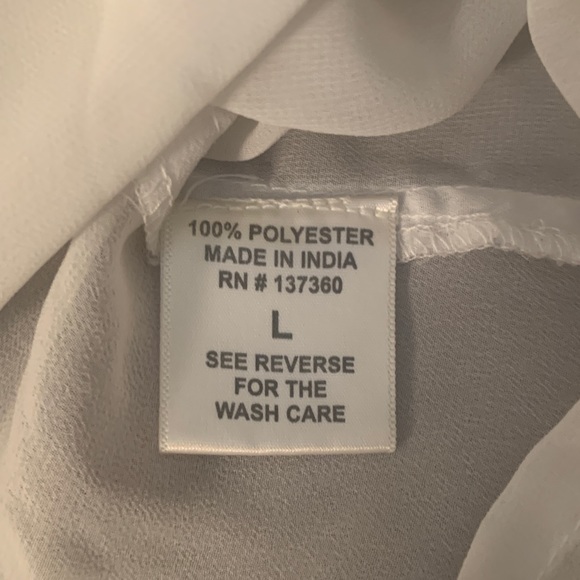 100% POLYESTER
MADE IN INDIA
RN # 137360
L
SEE REVERSE
FOR THE
WASH CARE